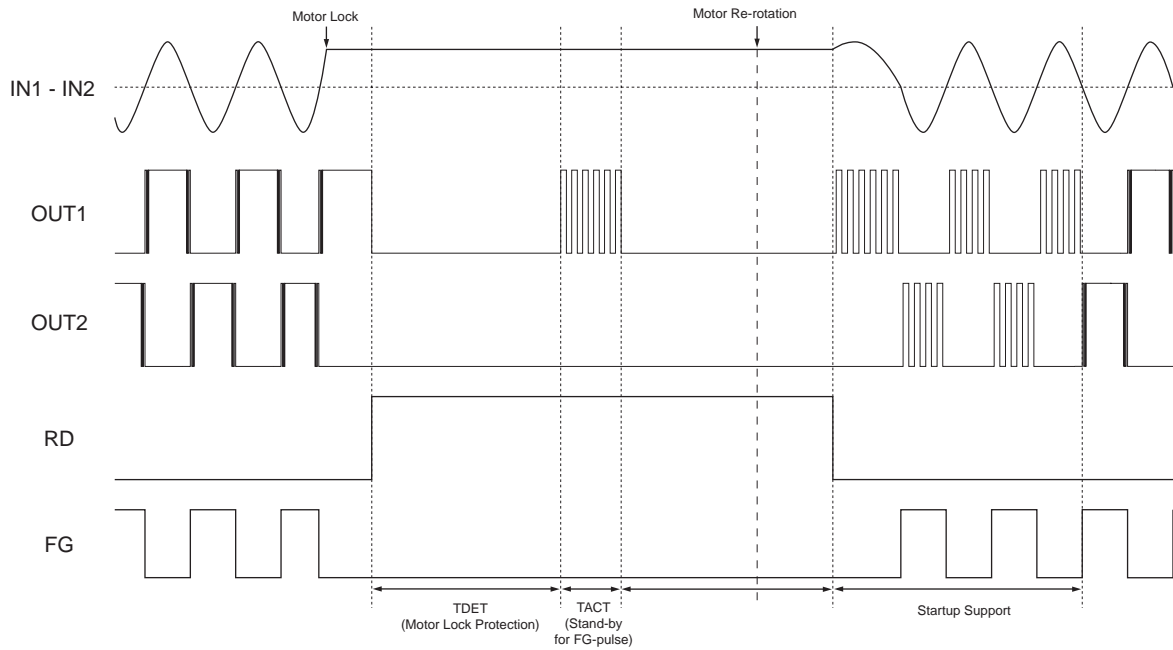 Motor Lock
Motor Re-rotation
IN1 - IN2
OUT1
OUT2
RD
FG
TDET
(Motor Lock Protection)
TACT
(Stand-by
for FG-pulse)
Startup Support